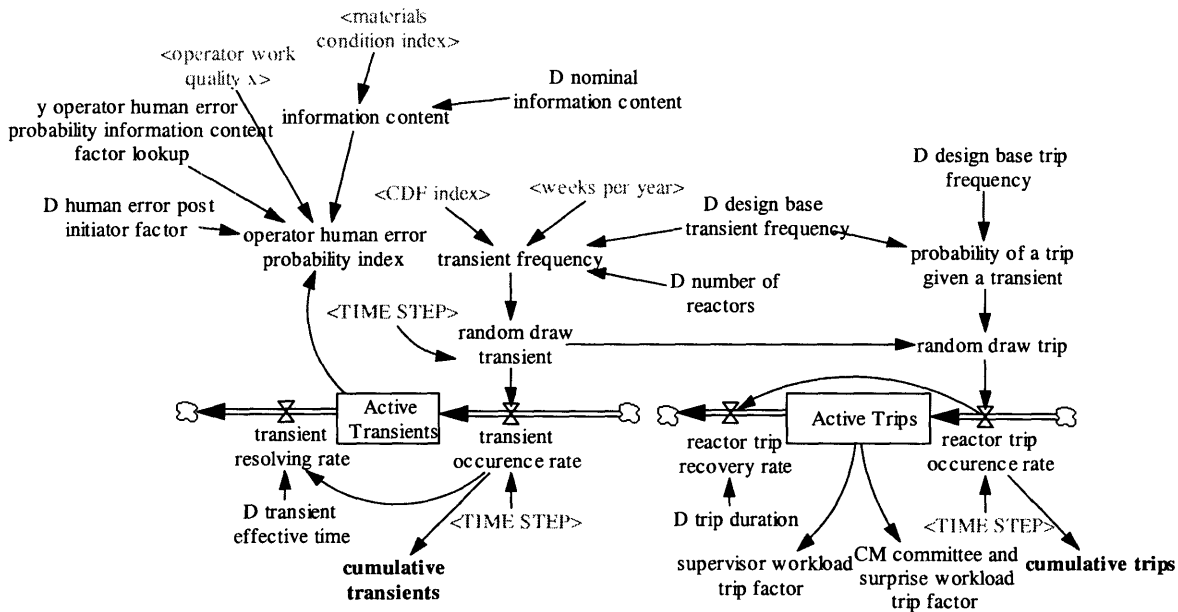 <materials
condition index>
<operator work
quality x>
D nominal
information content
y operator human error
probability information content
factor lookup
information content
D design base trip
frequency
<CDF index>
<weeks per year>
D human error post
initiator factor
D design base
transient frequency
operator human error
probability index
transient frequency
probability of a trip
given a transient
D number of
reactors
<TIME STEP>
random draw
transient
random draw trip
Active
Transients
Active Trips
transient
resolving rate
transient
occurence rate
reactor trip
recovery rate
reactor trip
occurence rate
D transient
effective time
<TIME STEP>
D trip duration
<TIME STEP>
cumulative
transients
supervisor workload
trip factor
CM committee and
surprise workload
trip factor
cumulative trips